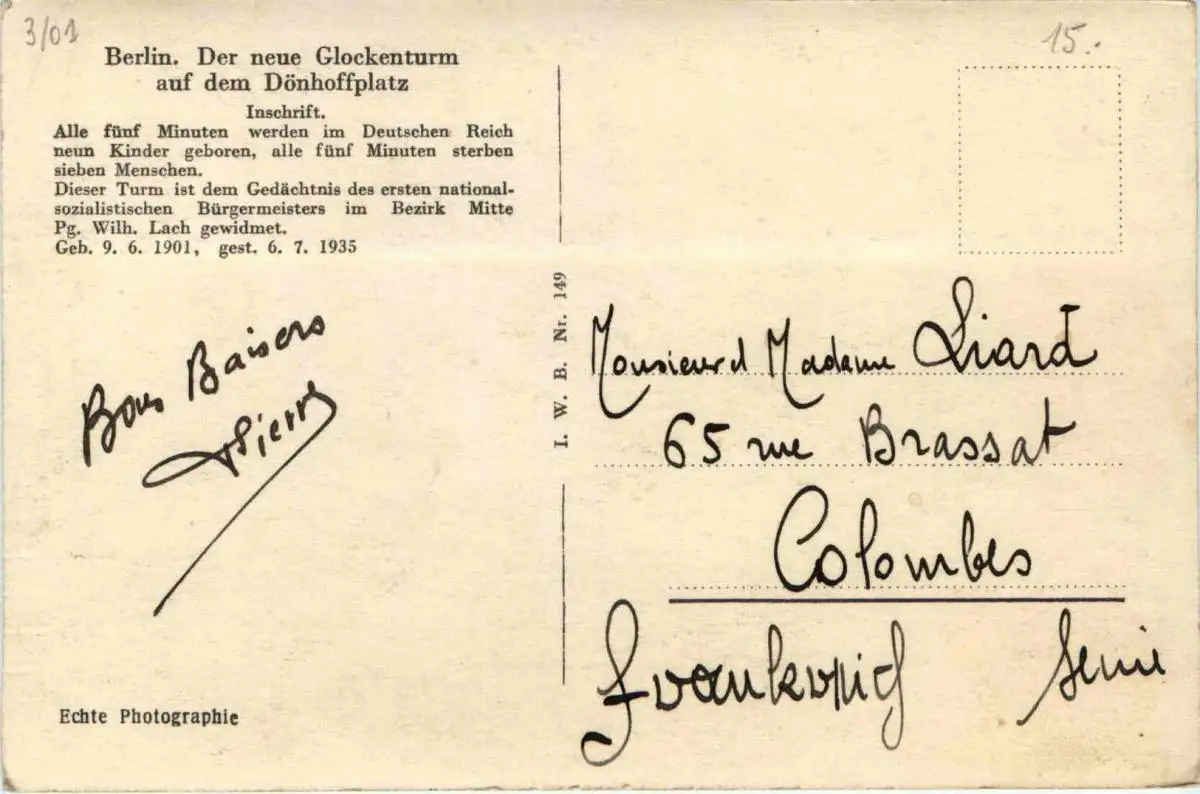 3/01
15.-
Berlin. Der neue Glockenturm
auf dem Dönhoffplatz
Inschrift.
Alle fünf Minuten werden im Deutschen Reich
neun Kinder geboren, alle fünf Minuten sterben
sieben Menschen.
Dieser Turm ist dem Gedächtnis des ersten national-
sozialistischen Bürgermeisters im Bezirk Mitte
Pg. Wilh. Lach gewidmet.
Geb. 9. 6. 1901, gest. 6. 7. 1935
Bons Baisers
Pierre
I. W. B. Nr. 149
Monsieur et Madame Liard
65 rue Brassat
Colombes
Frankreich Seine
Echte Photographie